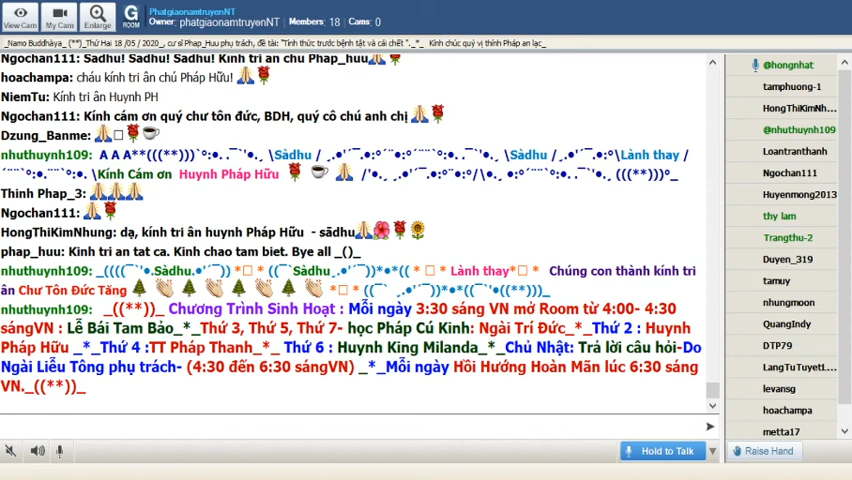 View Cam
My Cam
Enlarge
G
ROOM
PhatgiaonamtruyenNT
Owner: phatgiaonamtruyenNT Members: 18 Cams: 0
_Namo Buddhàya_ (**)_Thứ Hai 18 /05 / 2020_, cư sĩ Phap_Huu phụ trách, đề tài: "Tỉnh thức trước bệnh tật và cái chết "._*_ Kính chúc quý vị thính Pháp an lạc_
Ngochan111: Sadhu! Sadhu! Sadhu! Kính tri ân chú Phap_huu🙏🌹
hoachampa: cháu kính tri ân chú Pháp Hữu! 🙏🌹
NiemTu: Kính tri ân Huynh PH
Ngochan111: Kính cám ơn quý chư tôn đức, BDH, quý cô chú anh chị 🙏🌹
Dzung_Banme: 🙏□🌹☕
nhuthuynh109: A A A**(((**)))`°:•. .¯`•., \Sàdhu / ,.•'´¯.•:°´¨¨`°:•. .¯`'•., \Sàdhu / ,.•'´¯.•:°\Lành thay /
´¨¨`°:•.¨¨`°:•. \Kính Cám ơn Huynh Pháp Hữu 🌹 ☕ 🙏 /'•., ,.•'´¯.•:°¨•:°/\•., •:°´¨¨`°:•. .¯`'•., (((**)))°_
Thinh Phap_3: 🙏🙏🙏
Ngochan111: 🙏🌹
HongThiKimNhung: dạ, kính tri ân huynh Pháp Hữu - sādhu🙏🌺🌹🌻
phap_huu: Kinh tri an tat ca. Kinh chao tam biet. Bye all _()_
nhuthuynh109: _((((¯`'•.Sàdhu.•'´¯)) *□ * ((¯`Sàdhu,.•'´¯))*•*(( * □ * Lành thay*□ * Chúng con thành kính tri
ân Chư Tôn Đức Tăng 🌲👏🌲👏🌲👏🌲👏 *□ * ((¯`' ,.•'´¯))*•*((¯`'•((**)))_
nhuthuynh109: _((**))_ Chương Trình Sinh Hoạt : Mỗi ngày 3:30 sáng VN mở Room từ 4:00- 4:30
sángVN : Lễ Bái Tam Bảo_*_Thứ 3, Thứ 5, Thứ 7- học Pháp Cú Kinh: Ngài Trí Đức_*_Thứ 2 : Huynh
Pháp Hữu _*_Thứ 4 :TT Pháp Thanh_*_ Thứ 6 : Huynh King Milanda_*_Chủ Nhật: Trả lời câu hỏi-Do
Ngài Liễu Tông phụ trách- (4:30 đến 6:30 sángVN) _*_Mỗi ngày Hồi Hướng Hoàn Mãn lúc 6:30 sáng
VN._((**))_
@hongnhat
tamphuong-1
HongThiKimNh...
@nhuthuynh109
Loantranthanh
Ngochan111
Huyenmong2013
thy lam
Trangthu-2
Duyen_319
tamuy
nhungmoon
QuangIndy
DTP79
LangTuTuyetL...
levansg
hoachampa
metta17
Hold to Talk
Raise Hand